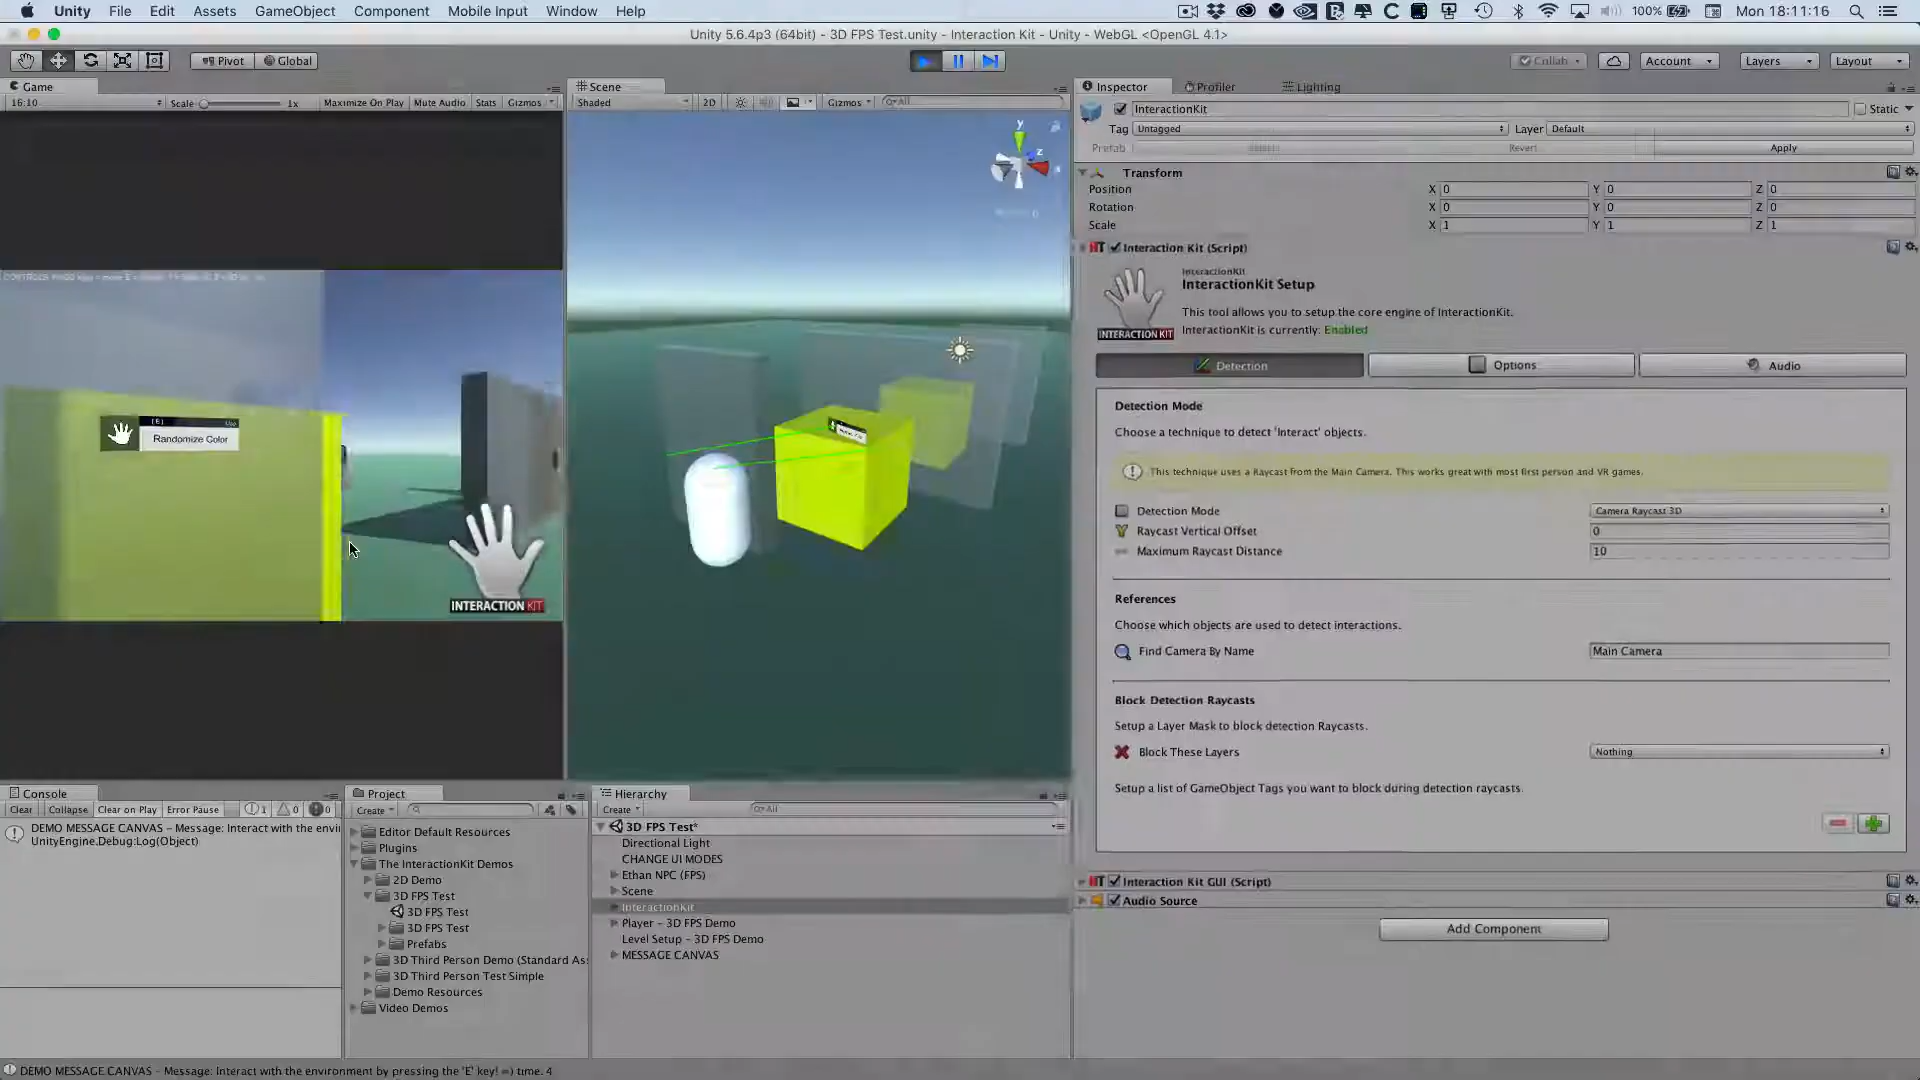 Unity File Edit Assets GameObject Component Mobile Input Window Help 100% Mon 18:11:16
Unity 5.6.4p3 (64bit) - 3D FPS Test.unity - Interaction Kit - Unity - WebGL <OpenGL 4.1>
Pivot Global Collab Account Layers Layout
Game
16:10 Scale 1x Maximize On Play Mute Audio Stats Gizmos
(E) Use
Randomize Color
INTERACTION KIT
Scene
Shaded 2D Gizmos All
y
z
Inspector Profiler Lighting
InteractionKit Static
Tag Untagged Layer Default
Prefab Select Revert Apply
Transform
Position X 0 Y 0 Z 0
Rotation X 0 Y 0 Z 0
Scale X 1 Y 1 Z 1
Interaction Kit (Script)
InteractionKit
InteractionKit Setup
This tool allows you to setup the core engine of InteractionKit.
InteractionKit is currently: Enabled
INTERACTION KIT
Detection Options Audio
Detection Mode
Choose a technique to detect 'Interact' objects.
This technique uses a Raycast from the Main Camera. This works great with most first person and VR games.
Detection Mode Camera Raycast 3D
Raycast Vertical Offset 0
Maximum Raycast Distance 10
References
Choose which objects are used to detect interactions.
Find Camera By Name Main Camera
Block Detection Raycasts
Setup a Layer Mask to block detection Raycasts.
Block These Layers Nothing
Setup a list of GameObject Tags you want to block during detection raycasts.
Interaction Kit GUI (Script)
Audio Source
Add Component
Console
Clear Collapse Clear on Play Error Pause 1 0 0
DEMO MESSAGE CANVAS - Message: Interact with the envi
UnityEngine.Debug:Log(Object)
Project
Create
Editor Default Resources
Plugins
The InteractionKit Demos
2D Demo
3D FPS Test
3D FPS Test
3D FPS Test
Prefabs
3D Third Person Demo (Standard As
3D Third Person Test Simple
Demo Resources
Video Demos
Hierarchy
Create All
3D FPS Test*
Directional Light
CHANGE UI MODES
Ethan NPC (FPS)
Scene
InteractionKit
Player - 3D FPS Demo
Level Setup - 3D FPS Demo
MESSAGE CANVAS
DEMO MESSAGE CANVAS - Message: Interact with the environment by pressing the 'E' key! =) time: 4